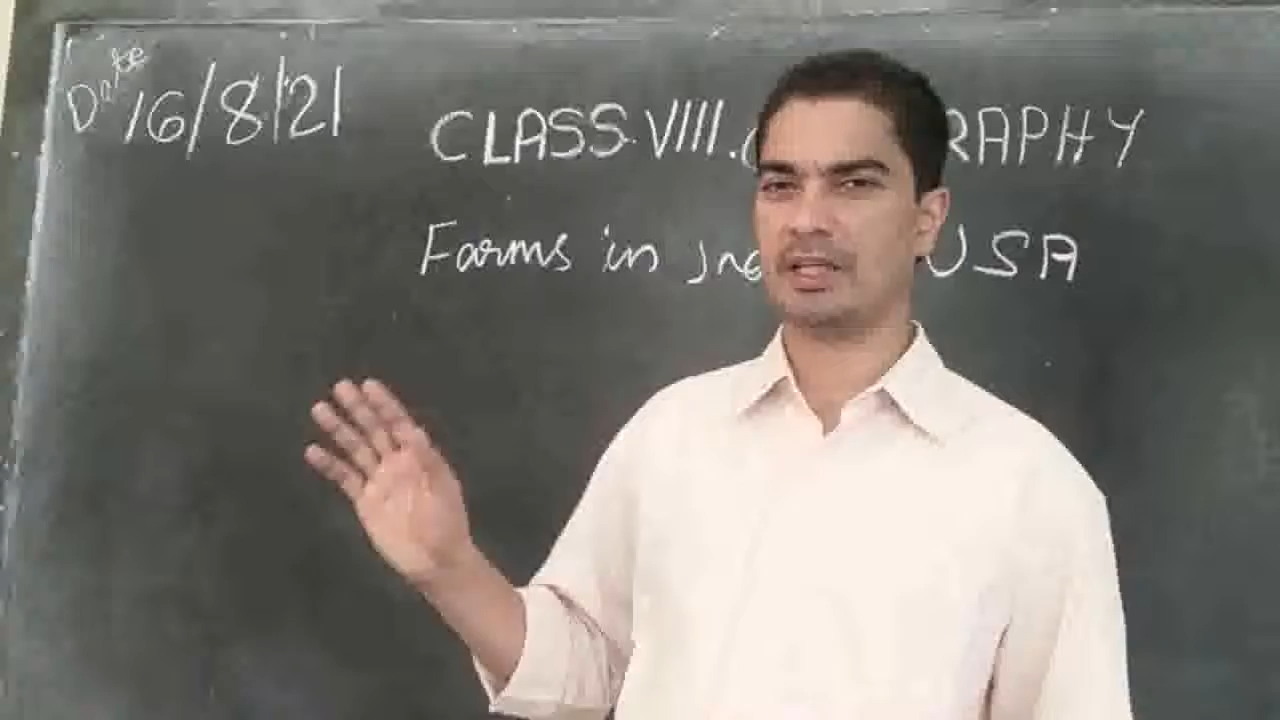 Date 16/8/21
CLASS VIII. RAPHY
Farms in USA